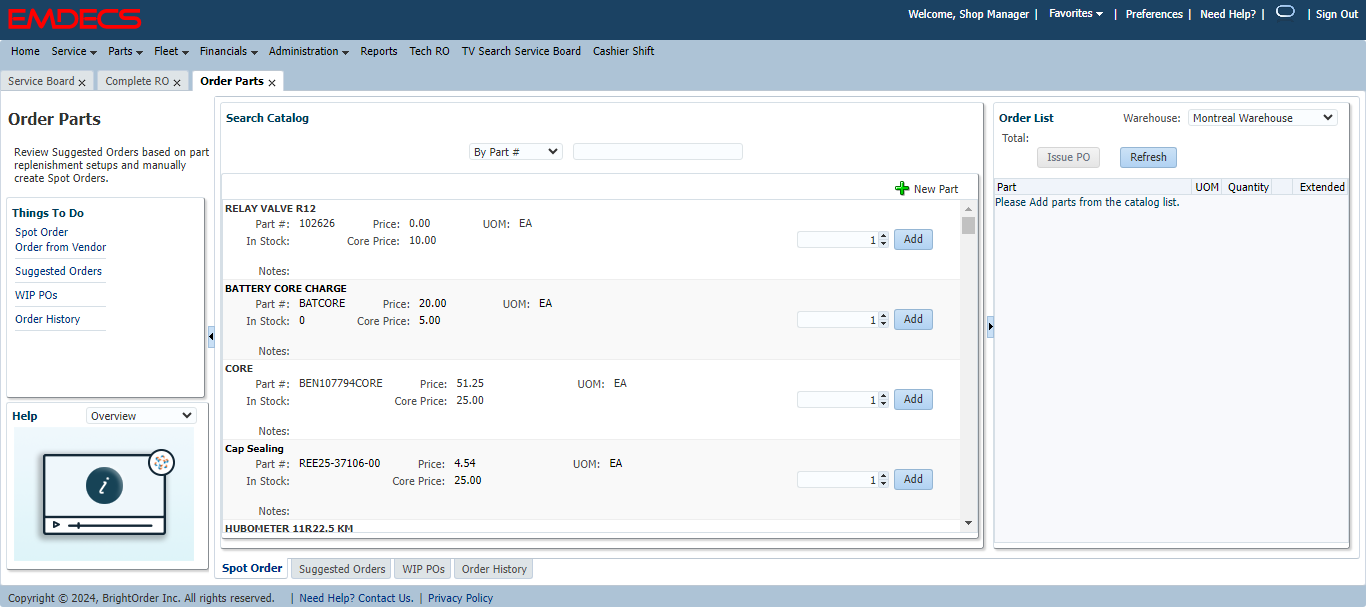 EMDECS
Welcome, Shop Manager | Favorites | Preferences | Need Help? | | Sign Out
Home Service Parts Fleet Financials Administration Reports Tech RO TV Search Service Board Cashier Shift
Service Board x Complete RO x Order Parts x
Order Parts
Review Suggested Orders based on part
replenishment setups and manually
create Spot Orders.
Things To Do
Spot Order
Order from Vendor
Suggested Orders
WIP POs
Order History
Help Overview
i
Search Catalog
By Part #
New Part
RELAY VALVE R12
Part #: 102626 Price: 0.00 UOM: EA
In Stock: Core Price: 10.00
1 Add
Notes:
BATTERY CORE CHARGE
Part #: BATCORE Price: 20.00 UOM: EA
In Stock: 0 Core Price: 5.00
1 Add
Notes:
CORE
Part #: BEN107794CORE Price: 51.25 UOM: EA
In Stock: Core Price: 25.00
1 Add
Notes:
Cap Sealing
Part #: REE25-37106-00 Price: 4.54 UOM: EA
In Stock: Core Price: 25.00
1 Add
Notes:
HUBOMETER 11R22.5 KM
Order List Warehouse: Montreal Warehouse
Total:
Issue PO Refresh
Part UOM Quantity Extended
Please Add parts from the catalog list.
Spot Order Suggested Orders WIP POs Order History
Copyright © 2024, BrightOrder Inc. All rights reserved. | Need Help? Contact Us. | Privacy Policy